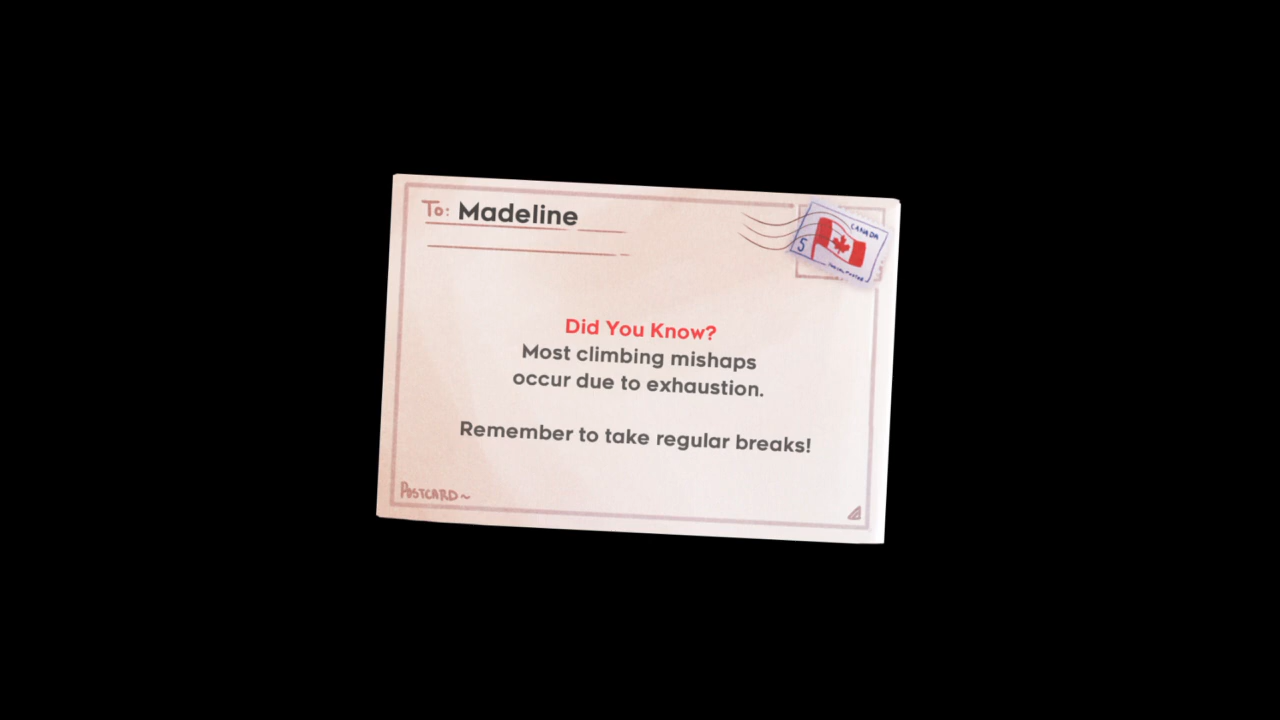 To: Madeline
CANADA
5
Did You Know?
Most climbing mishaps
occur due to exhaustion.
Remember to take regular breaks!
POSTCARD~